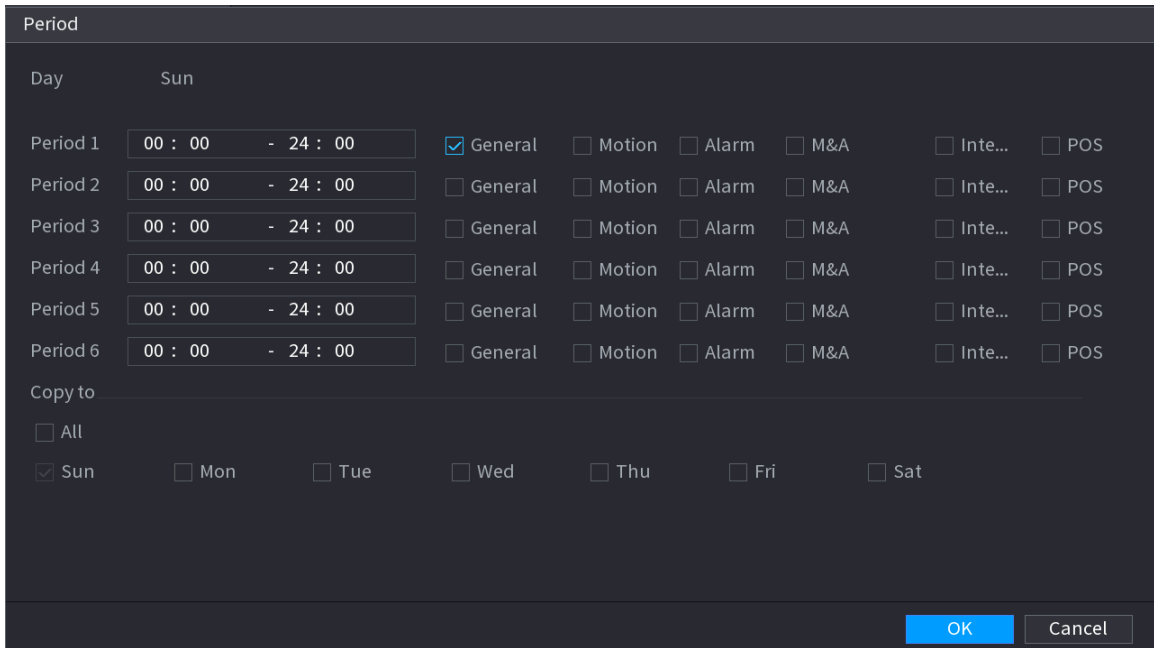 Period
Day Sun
Period 1 00 : 00 - 24 : 00 General Motion Alarm M&A Inte... POS
Period 2 00 : 00 - 24 : 00 General Motion Alarm M&A Inte... POS
Period 3 00 : 00 - 24 : 00 General Motion Alarm M&A Inte... POS
Period 4 00 : 00 - 24 : 00 General Motion Alarm M&A Inte... POS
Period 5 00 : 00 - 24 : 00 General Motion Alarm M&A Inte... POS
Period 6 00 : 00 - 24 : 00 General Motion Alarm M&A Inte... POS
Copy to
All
Sun Mon Tue Wed Thu Fri Sat
OK Cancel